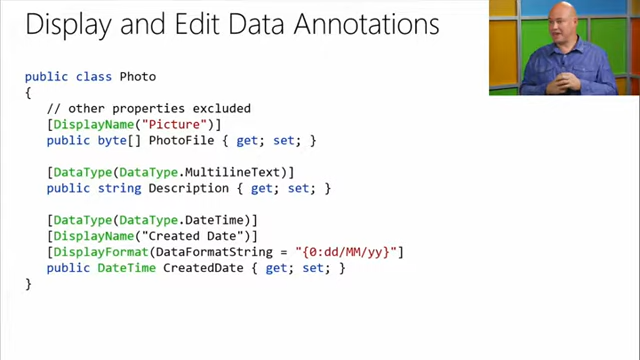 Display and Edit Data Annotations
public class Photo
{
// other properties excluded
[DisplayName("Picture")]
public byte[] PhotoFile { get; set; }
[DataType(DataType.MultilineText)]
public string Description { get; set; }
[DataType(DataType.DateTime)]
[DisplayName("Created Date")]
[DisplayFormat(DataFormatString = "{0:dd/MM/yy}"]
public DateTime CreatedDate { get; set; }
}